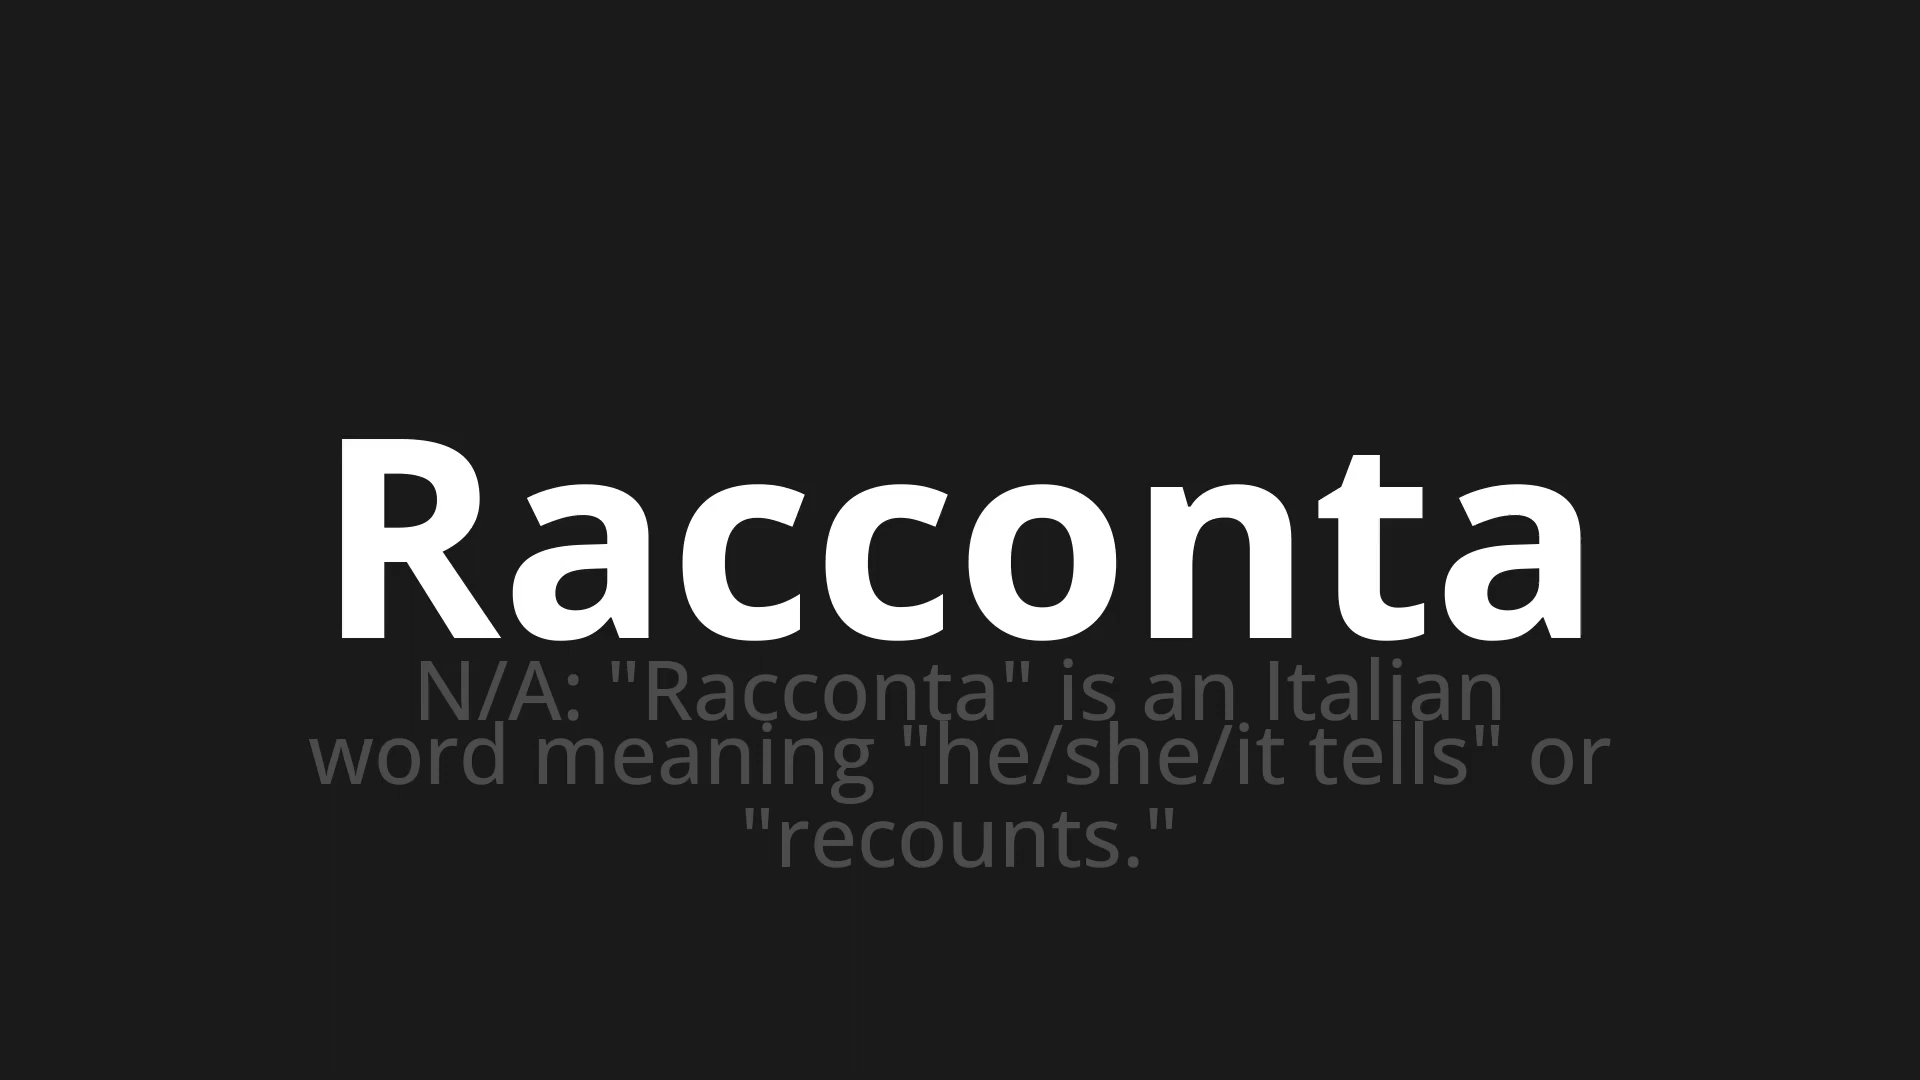 Racconta
N/A: "Racconta" is an Italian
word meaning "he/she/it tells" or
"recounts."